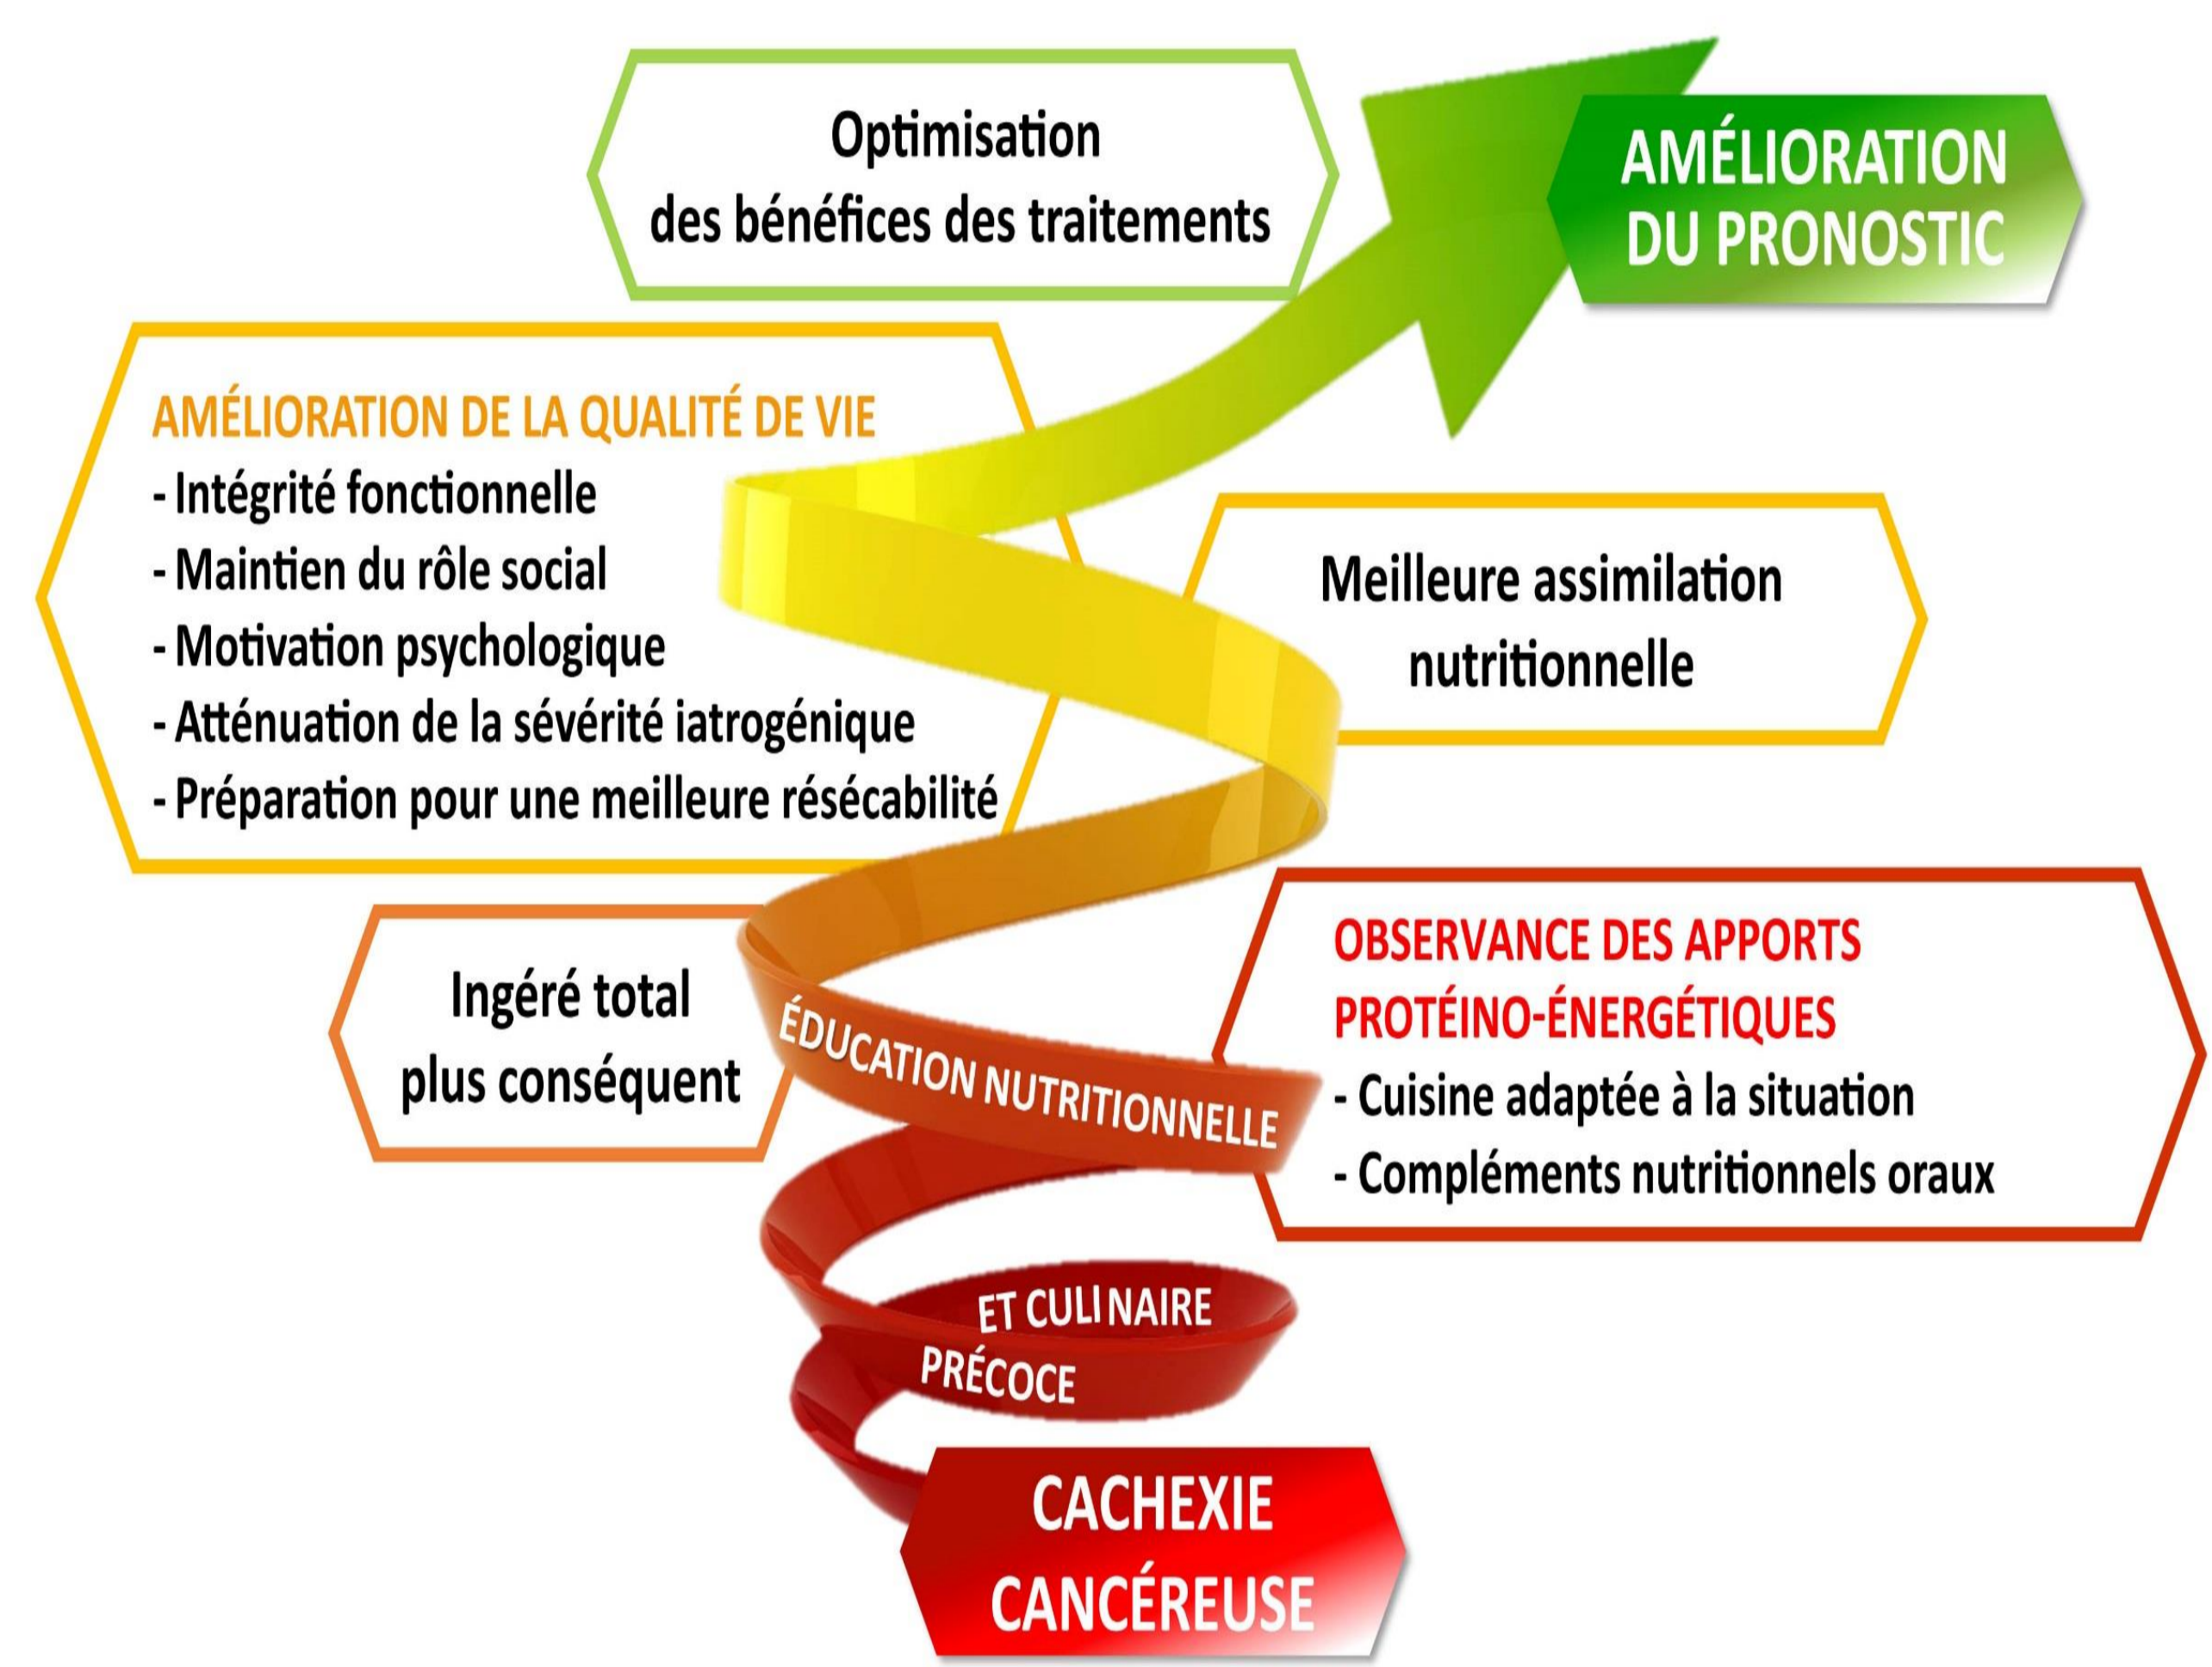 Optimisation
des bénéfices des traitements
AMÉLIORATION
DU PRONOSTIC
AMÉLIORATION DE LA QUALITÉ DE VIE
- Intégrité fonctionnelle
- Maintien du rôle social
- Motivation psychologique
- Atténuation de la sévérité iatrogénique
- Préparation pour une meilleure résécabilité
Meilleure assimilation
nutritionnelle
Ingéré total
plus conséquent
OBSERVANCE DES APPORTS
PROTÉINO-ÉNERGÉTIQUES
- Cuisine adaptée à la situation
- Compléments nutritionnels oraux
ÉDUCATION NUTRITIONNELLE
ET CULINAIRE
PRÉCOCE
CACHEXIE
CANCÉREUSE